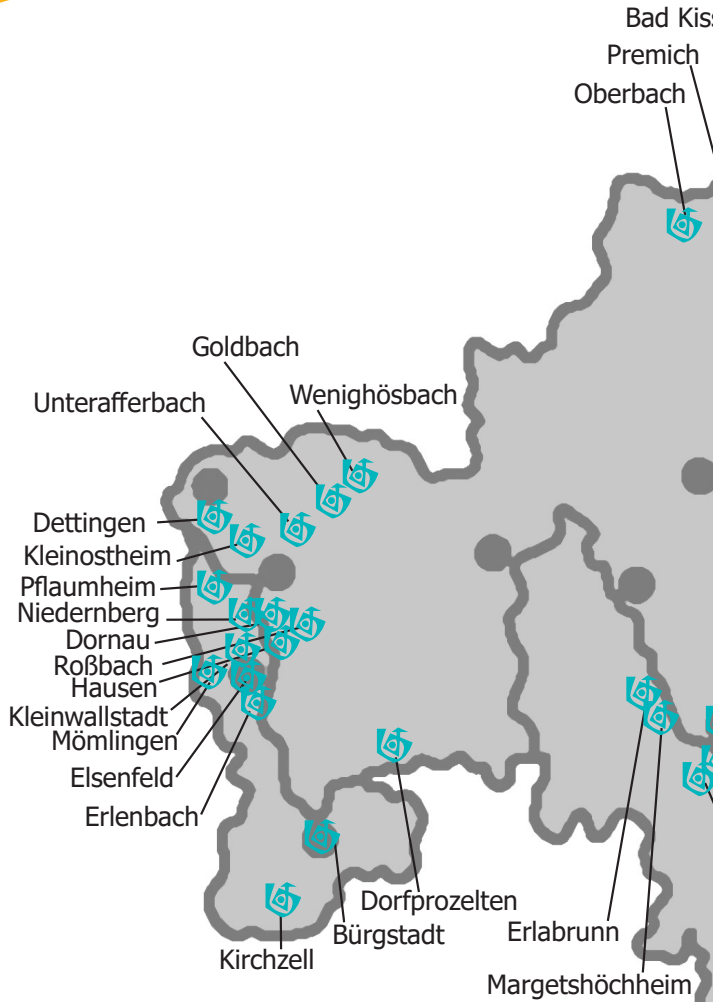 Bad Kiss
Premich
Oberbach
Goldbach
Wenighösbach
Unterafferbach
Dettingen
Kleinostheim
Pflaumheim
Niedernberg
Dornau
Roßbach
Hausen
Kleinwallstadt
Mömlingen
Elsenfeld
Erlenbach
Dorfprozelten
Bürgstadt
Erlabrunn
Kirchzell
Margetshöchheim